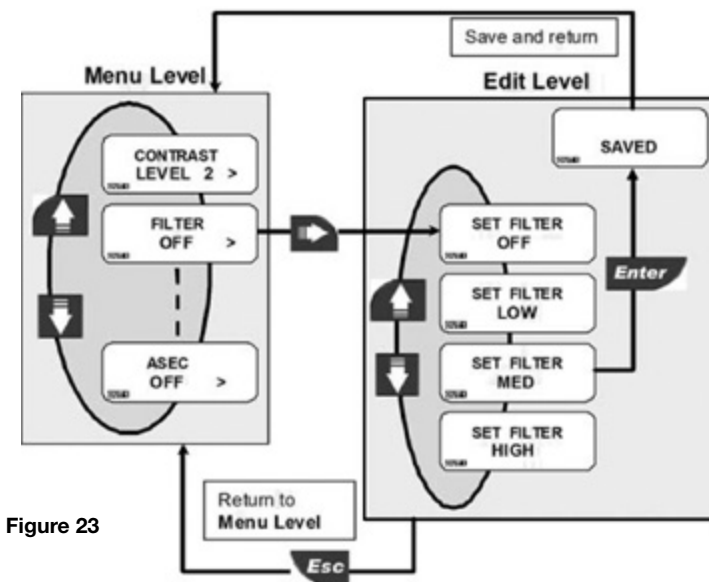 Save and return
Menu Level
Edit Level
CONTRAST
LEVEL 2 >
FILTER
OFF >
ASEC
OFF >
SET FILTER
OFF
SET FILTER
LOW
SET FILTER
MED
SET FILTER
HIGH
SAVED
Enter
Return to
Menu Level
Esc
Figure 23